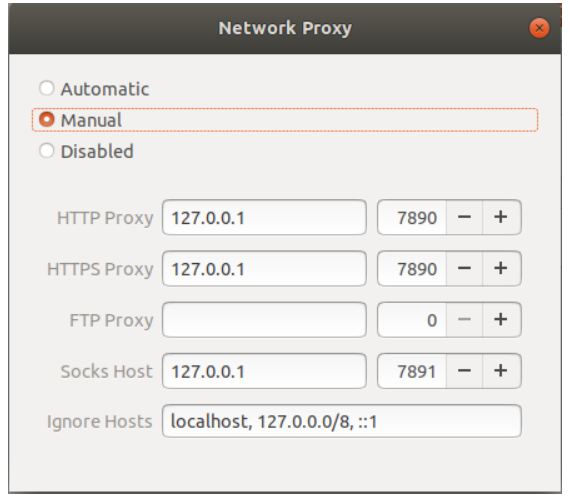 Network Proxy
Automatic
Manual
Disabled
HTTP Proxy 127.0.0.1 7890 − +
HTTPS Proxy 127.0.0.1 7890 − +
FTP Proxy 0 − +
Socks Host 127.0.0.1 7891 − +
Ignore Hosts localhost, 127.0.0.0/8, ::1